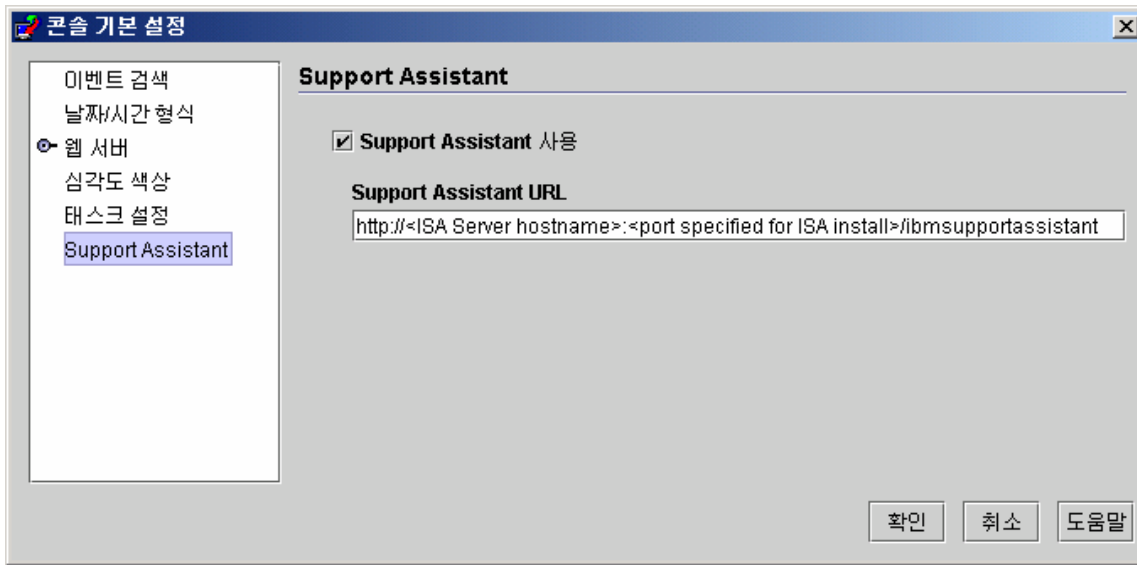 콘솔 기본 설정
이벤트 검색
날짜/시간 형식
웹 서버
심각도 색상
태스크 설정
Support Assistant
Support Assistant
Support Assistant 사용
Support Assistant URL
http://<ISA Server hostname>:<port specified for ISA install>/ibmsupportassistant
확인
취소
도움말